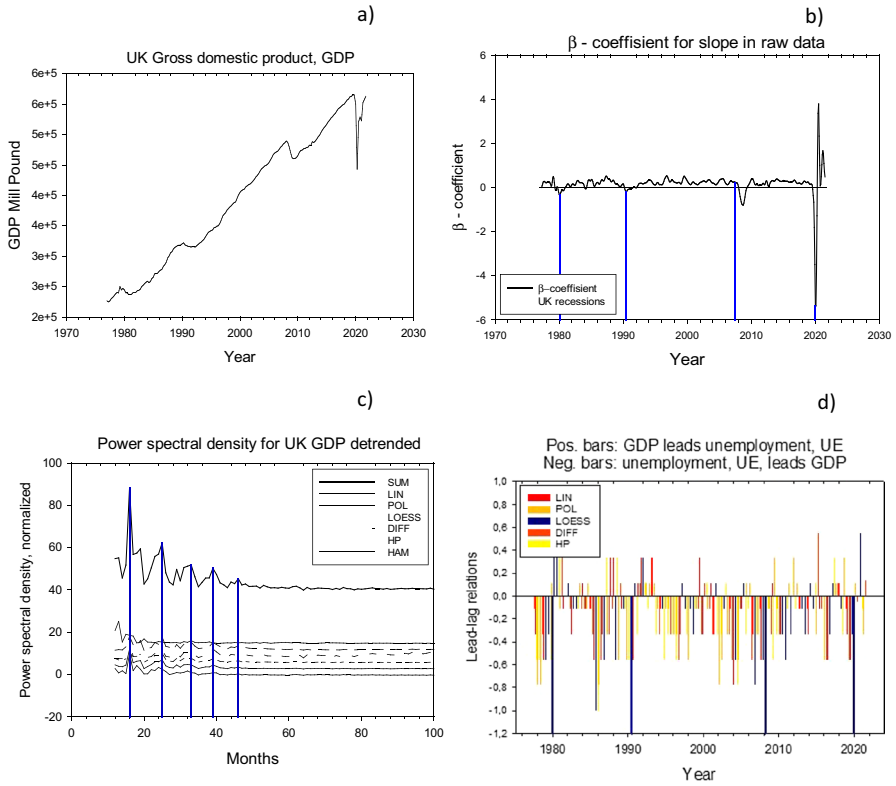 a)
UK Gross domestic product, GDP
6e+5
6e+5
5e+5
5e+5
4e+5
4e+5
3e+5
3e+5
2e+5
GDP Mill Pound
1970 1980 1990 2000 2010 2020 2030
Year
b)
β - coeffisient for slope in raw data
6
4
2
0
-2
-4
-6
β - coefficient
β–coeffisient
UK recessions
1970 1980 1990 2000 2010 2020 2030
Year
c)
Power spectral density for UK GDP detrended
100
80
60
40
20
0
-20
Power spectral density, normalized
SUM
LIN
POL
LOESS
DIFF
HP
HAM
0 20 40 60 80 100
Months
d)
Pos. bars: GDP leads unemployment, UE
Neg. bars: unemployment, UE, leads GDP
1,0
0,8
0,6
0,4
0,2
0,0
-0,2
-0,4
-0,6
-0,8
-1,0
-1,2
Lead-lag relations
LIN
POL
LOESS
DIFF
HP
1980 1990 2002 2010 2020
Year